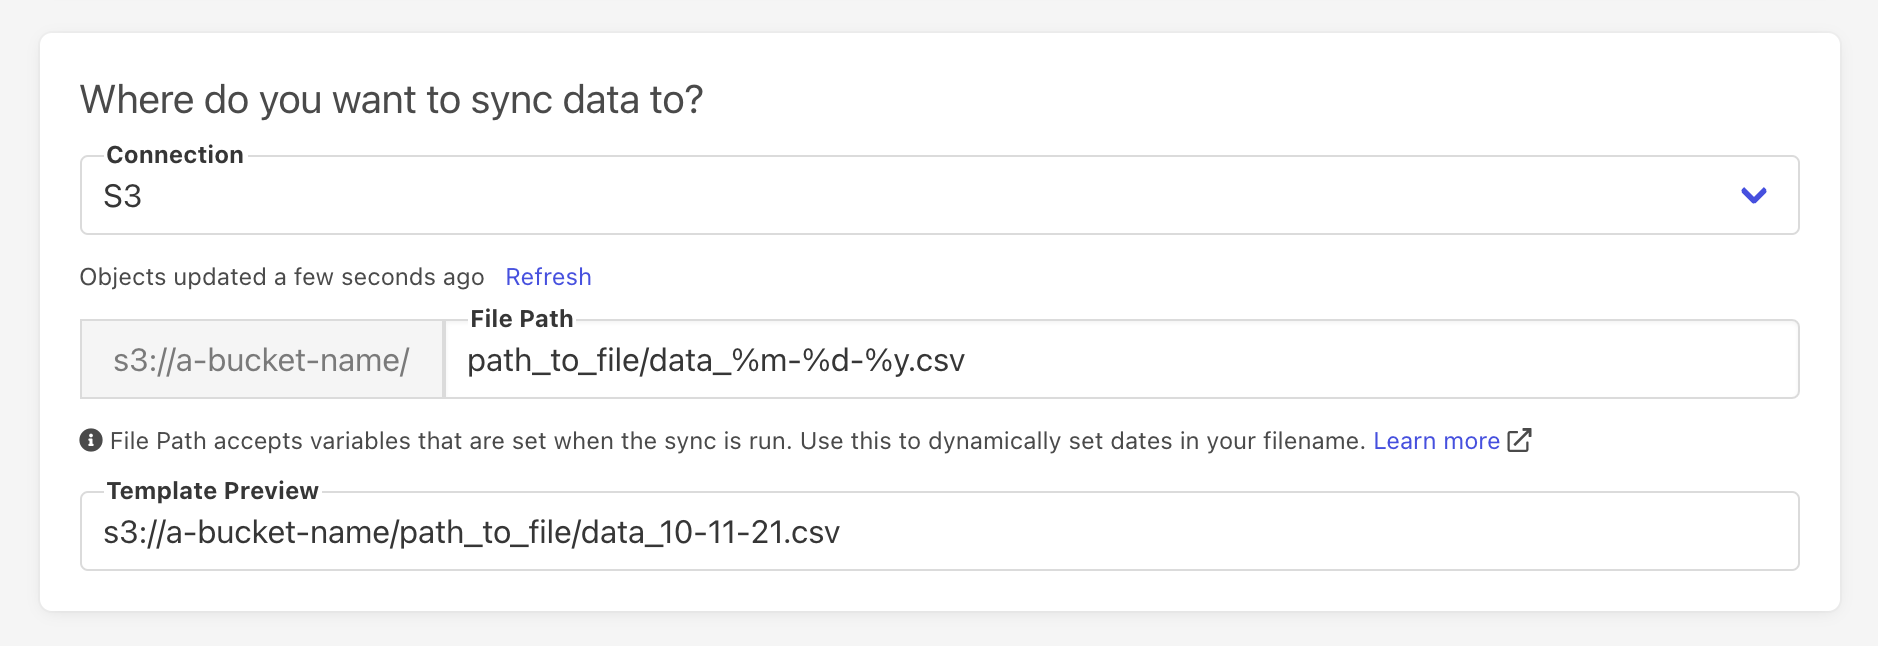 Where do you want to sync data to?
Connection
S3
Objects updated a few seconds ago Refresh
File Path
s3://a-bucket-name/ path_to_file/data_%m-%d-%y.csv
File Path accepts variables that are set when the sync is run. Use this to dynamically set dates in your filename. Learn more
Template Preview
s3://a-bucket-name/path_to_file/data_10-11-21.csv